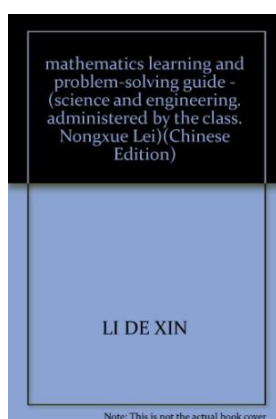 mathematics learning and
problem-solving guide -
(science and engineering.
administered by the class.
Nongxue Lei)(Chinese
Edition)
LI DE XIN
Note: This is not the actual book cover